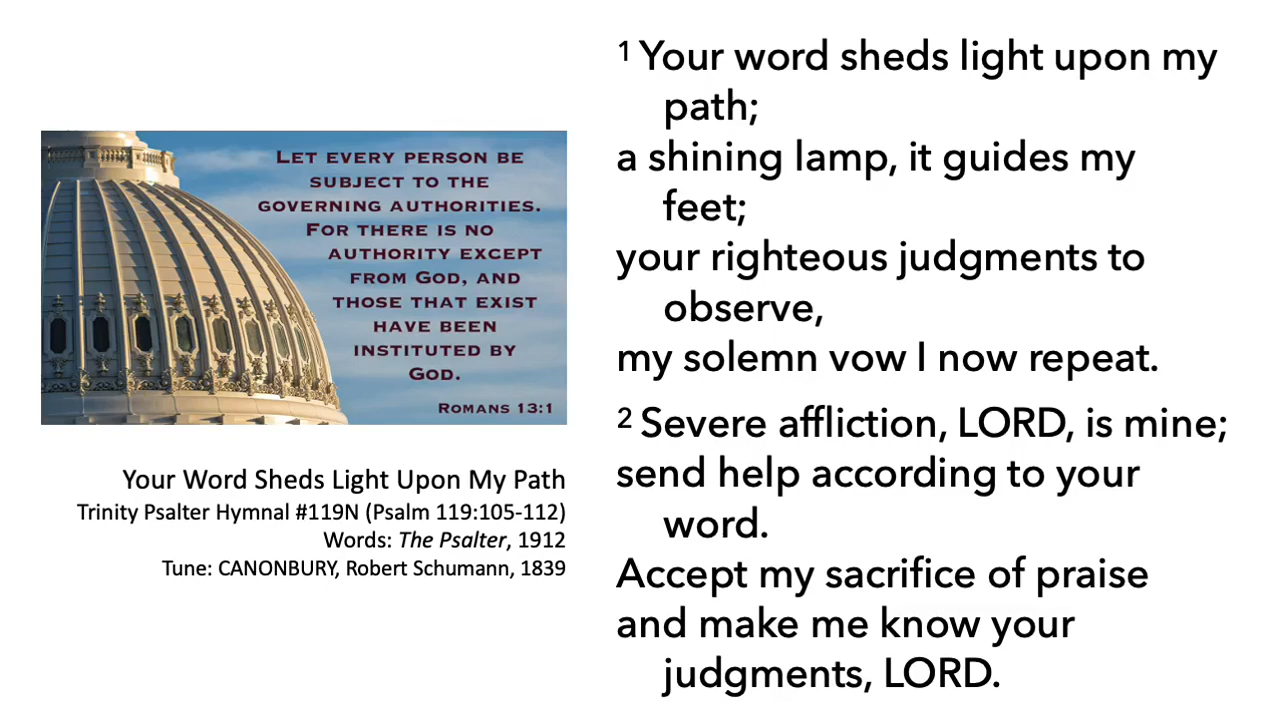 LET EVERY PERSON BE
SUBJECT TO THE
GOVERNING AUTHORITIES.
FOR THERE IS NO
AUTHORITY EXCEPT
FROM GOD, AND
THOSE THAT EXIST
HAVE BEEN
INSTITUTED BY
GOD.
ROMANS 13:1
Your Word Sheds Light Upon My Path
Trinity Psalter Hymnal #119N (Psalm 119:105-112)
Words: The Psalter, 1912
Tune: CANONBURY, Robert Schumann, 1839
1 Your word sheds light upon my
path;
a shining lamp, it guides my
feet;
your righteous judgments to
observe,
my solemn vow I now repeat.
2 Severe affliction, LORD, is mine;
send help according to your
word.
Accept my sacrifice of praise
and make me know your
judgments, LORD.